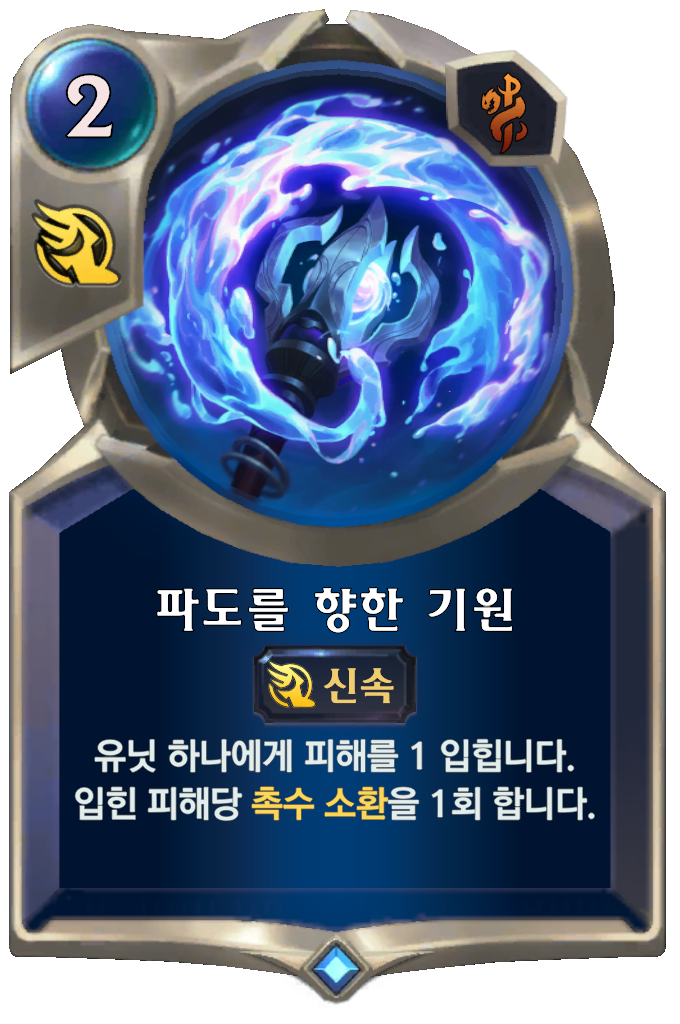 2
파도를 향한 기원
신속
유닛 하나에게 피해를 1 입힙니다.
입힌 피해당 촉수 소환을 1회 합니다.